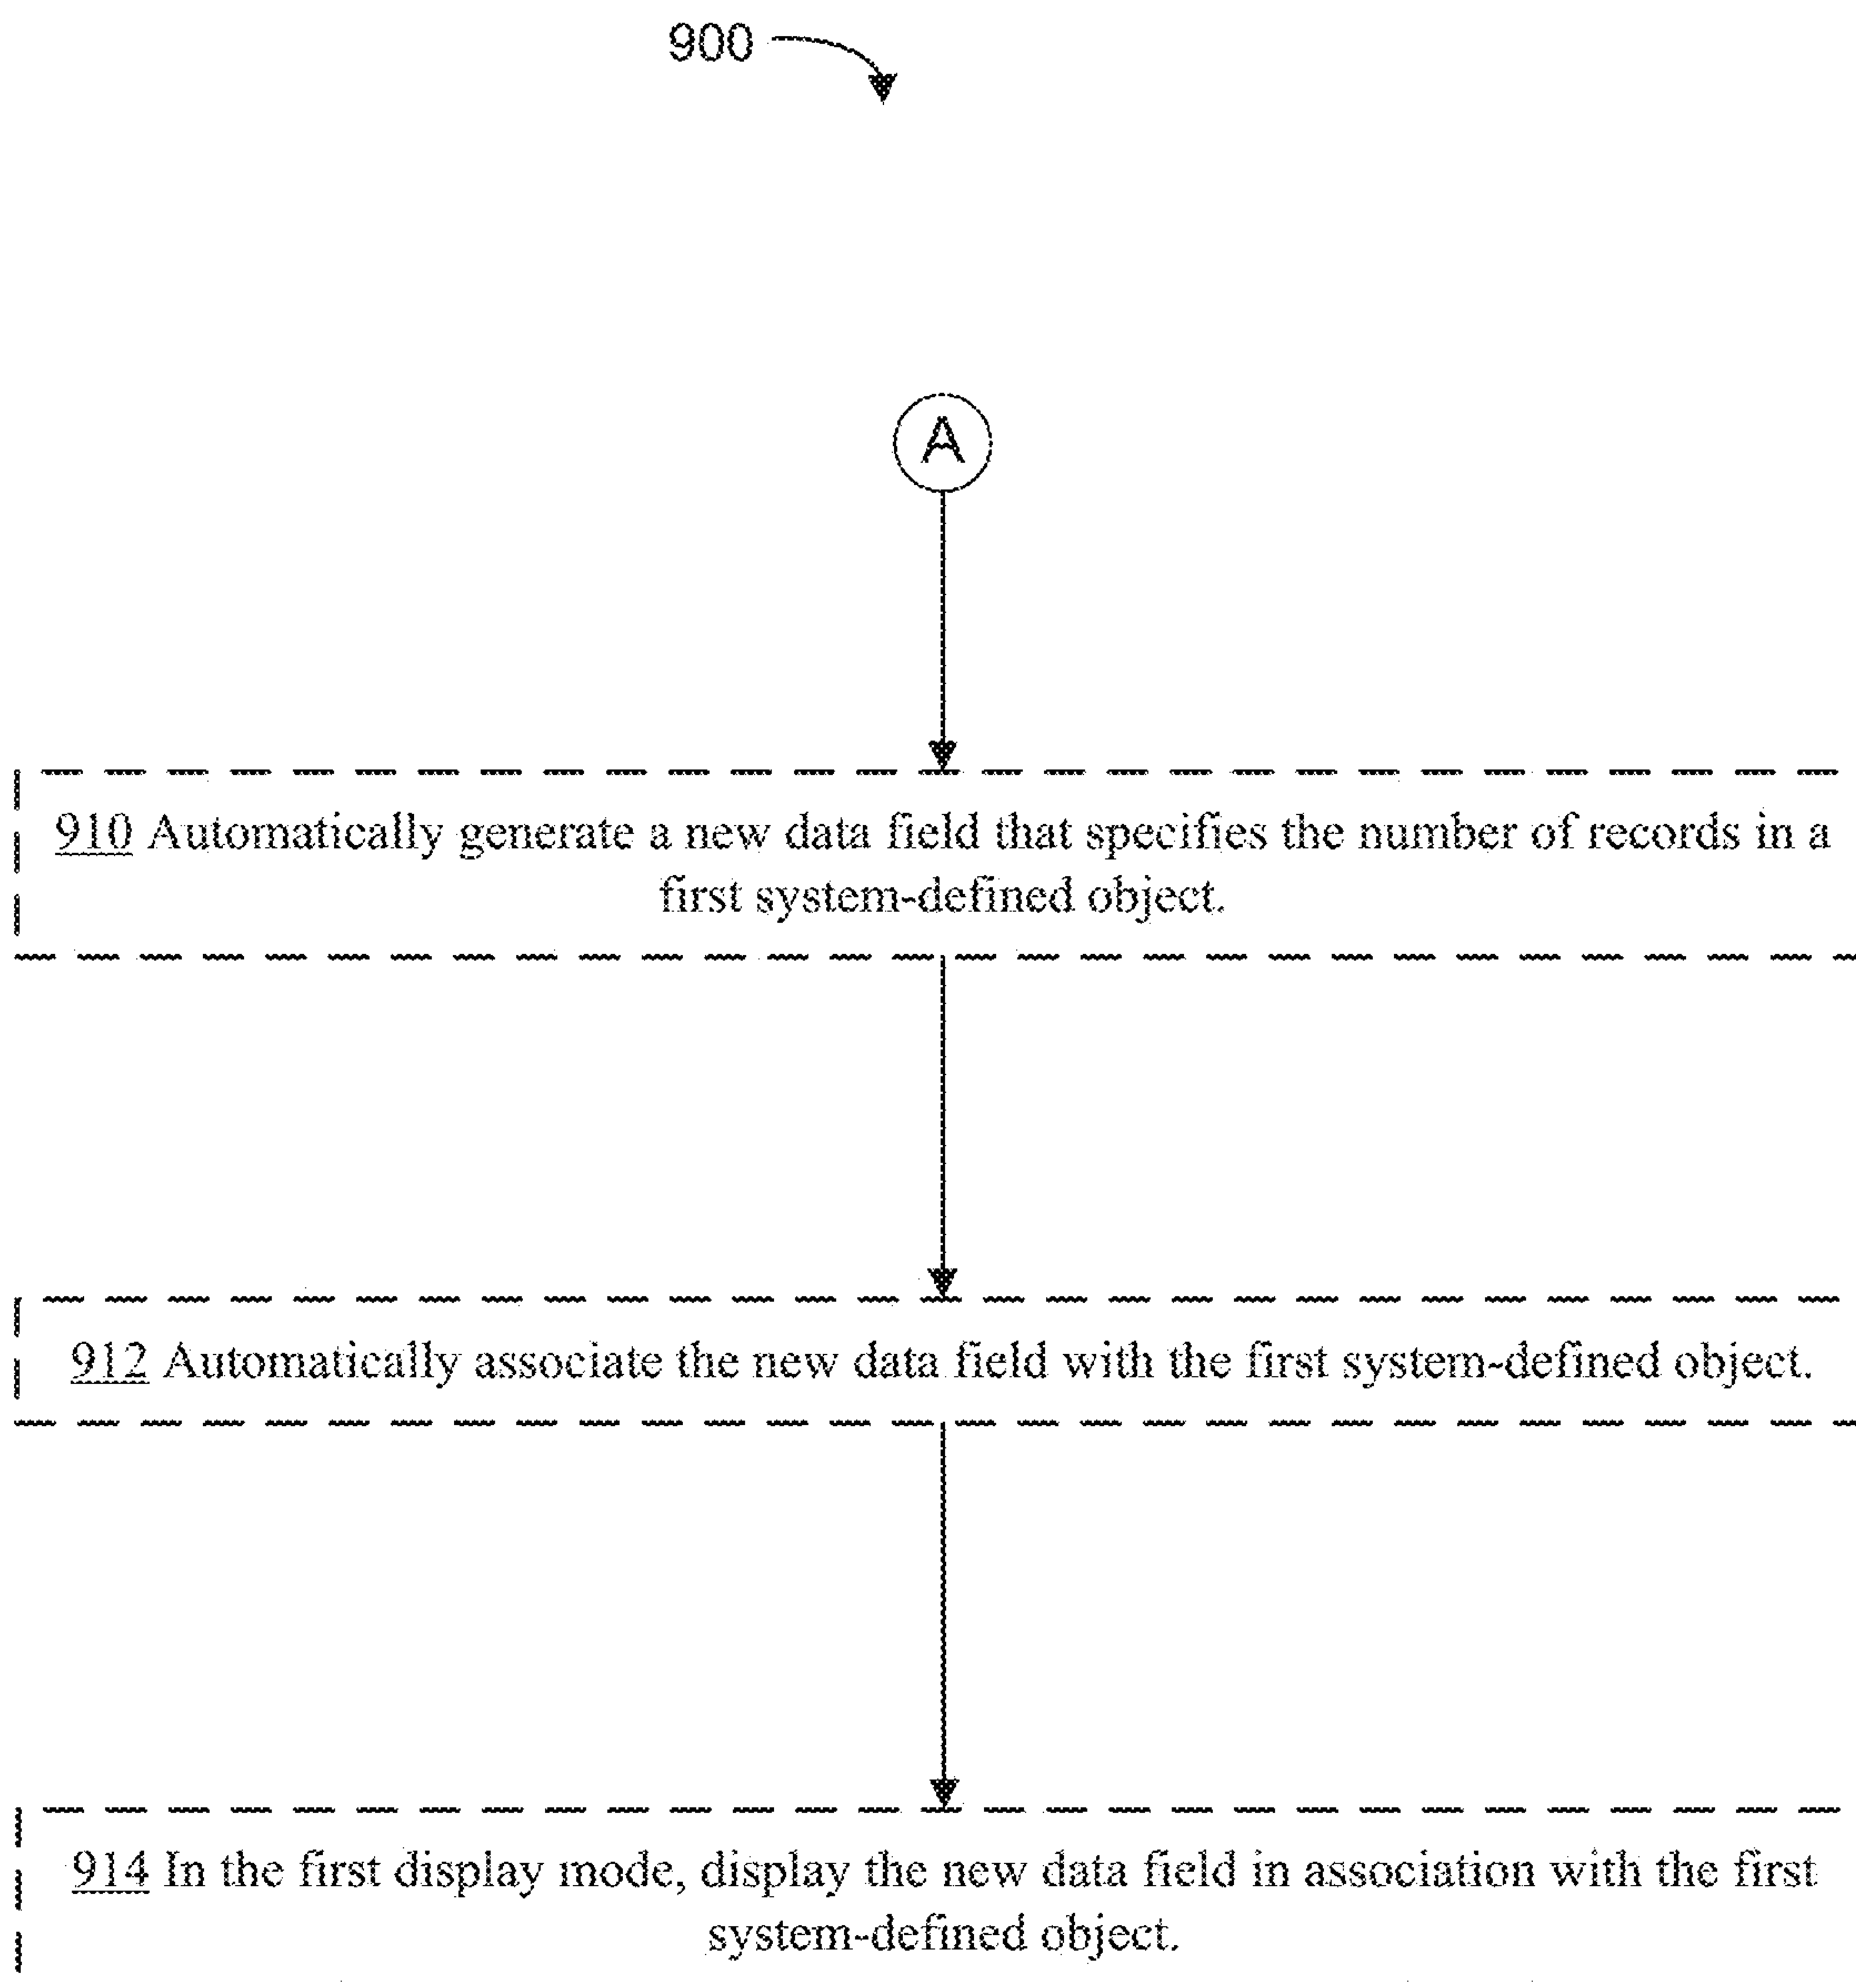 900
A
910 Automatically generate a new data field that specifies the number of records in a
first system-defined object.
912 Automatically associate the new data field with the first system-defined object.
914 In the first display mode, display the new data field in association with the first
system-defined object.